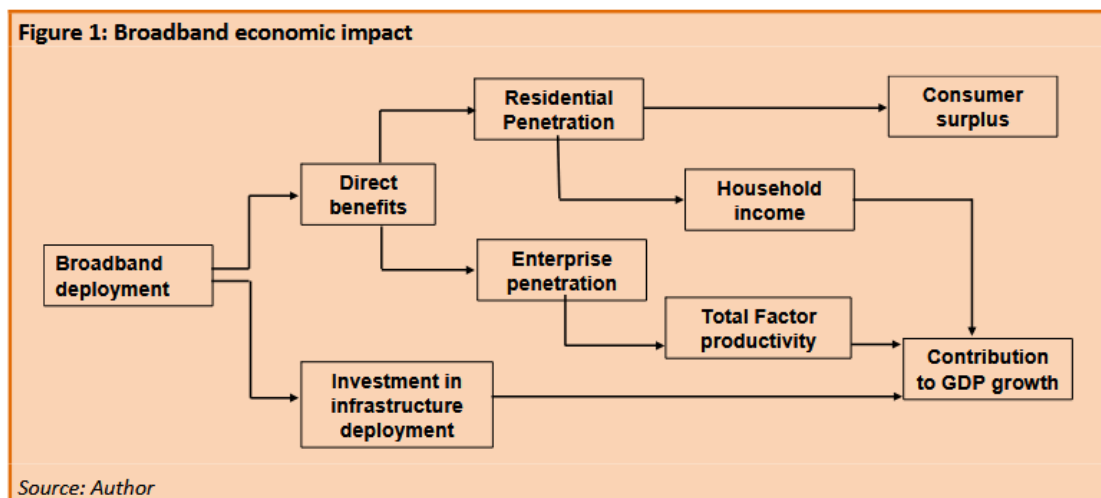 Figure 1: Broadband economic impact
Residential
Penetration
Consumer
surplus
Direct
benefits
Household
income
Broadband
deployment
Enterprise
penetration
Total Factor
productivity
Contribution
to GDP growth
Investment in
infrastructure
deployment
Source: Author